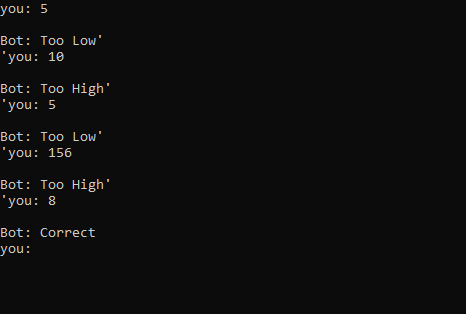 you: 5
Bot: Too Low'
'you: 10
Bot: Too High'
'you: 5
Bot: Too Low'
'you: 156
Bot: Too High'
'you: 8
Bot: Correct
you: